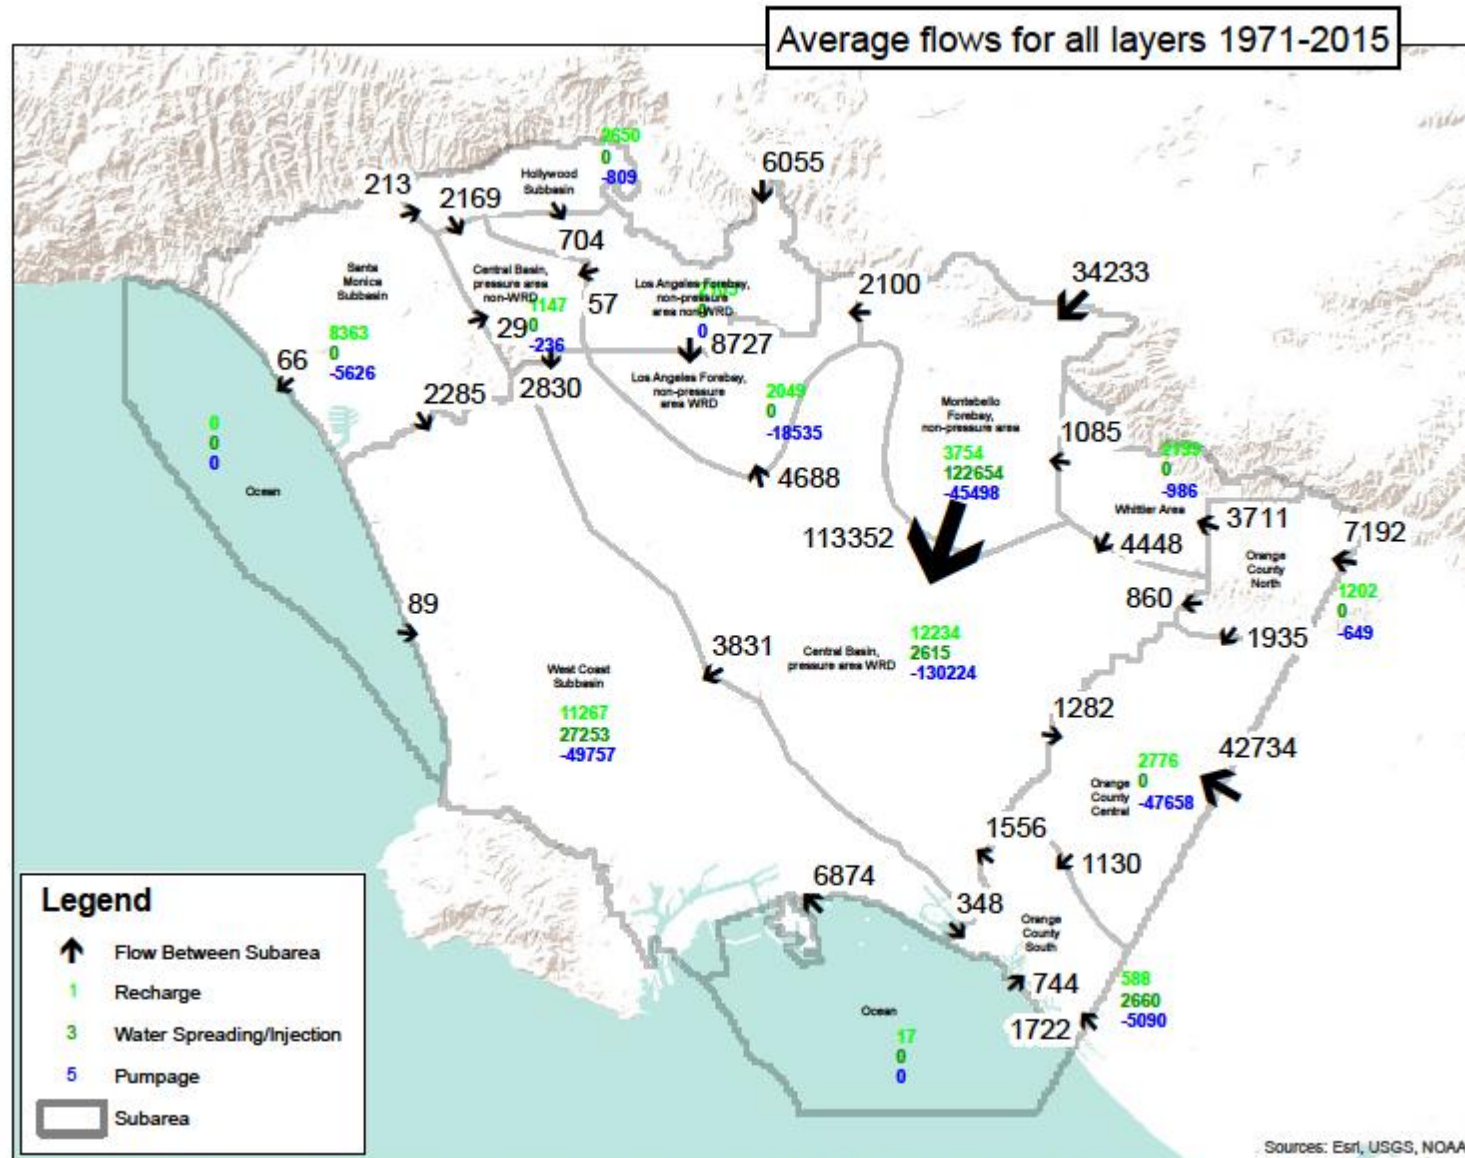 Average flows for all layers 1971-2015
2650
0
-809
Hollywood
Subbasin
6055
213
2169
704
Santa
Monica
Subbasin
8363
0
-5626
Central Basin,
pressure area
non-WRD
1147
0
-236
29
57
Los Angeles Forebay,
non-pressure
area non-WRD
0
8727
2100
34233
66
2285
2830
Los Angeles Forebay,
non-pressure
area WRD
2049
0
-18535
4688
Montebello
Forebay,
non-pressure area
3754
122654
-45498
1085
0
-986
Whittier Area
3711
4448
7192
Orange
County
North
1202
0
-649
860
1935
113352
0
0
0
Ocean
89
3831
West Coast
Subbasin
11267
27253
-49757
Central Basin,
pressure area WRD
12234
2615
-130224
1282
42734
Orange
County
Central
2776
0
-47658
1556
1130
6874
348
Orange
County
South
744
1722
588
2660
-5090
Ocean
17
0
0
Legend
Flow Between Subarea
1 Recharge
3 Water Spreading/Injection
5 Pumpage
Subarea
Sources: Esri, USGS, NOAA